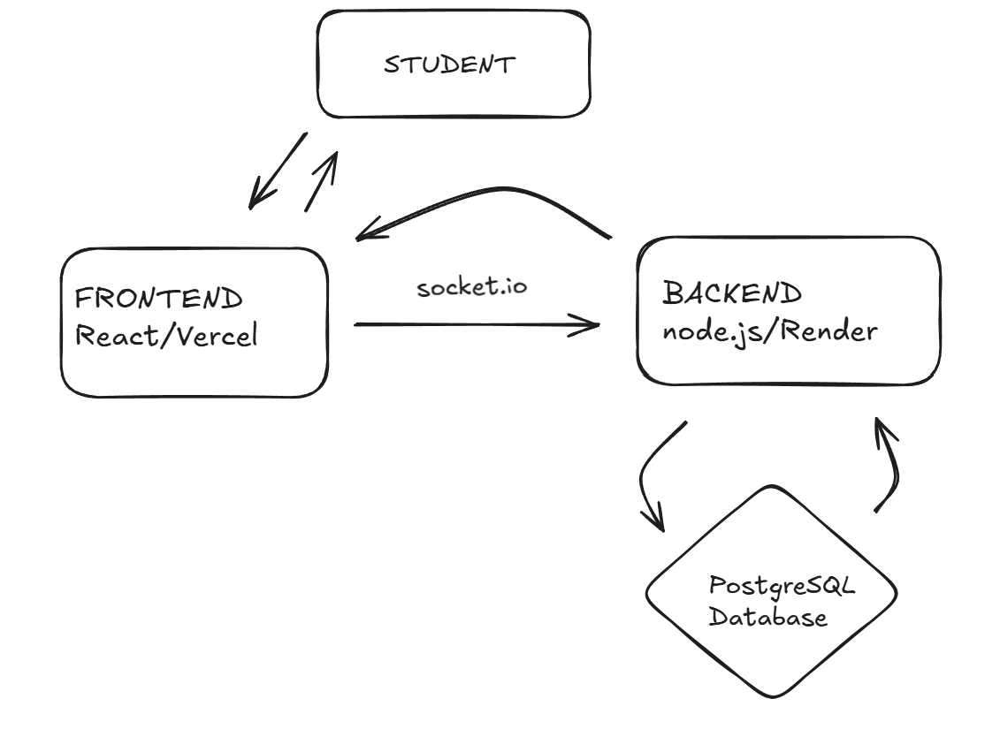 STUDENT
FRONTEND
React/Vercel
socket.io
BACKEND
node.js/Render
PostgreSQL
Database